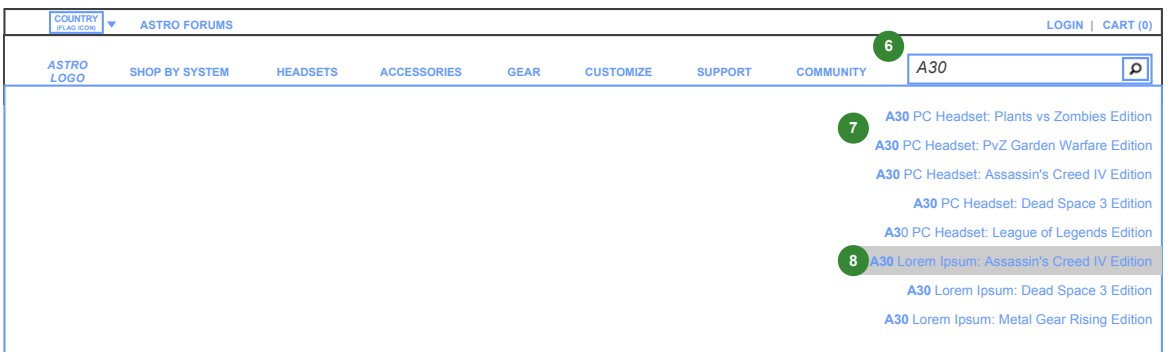 COUNTRY
(FLAG ICON)
ASTRO FORUMS
LOGIN | CART (0)
6
ASTRO
LOGO
SHOP BY SYSTEM HEADSETS ACCESSORIES GEAR CUSTOMIZE SUPPORT COMMUNITY
A30
7
A30 PC Headset: Plants vs Zombies Edition
A30 PC Headset: PvZ Garden Warfare Edition
A30 PC Headset: Assassin's Creed IV Edition
A30 PC Headset: Dead Space 3 Edition
A30 PC Headset: League of Legends Edition
8
A30 Lorem Ipsum: Assassin's Creed IV Edition
A30 Lorem Ipsum: Dead Space 3 Edition
A30 Lorem Ipsum: Metal Gear Rising Edition